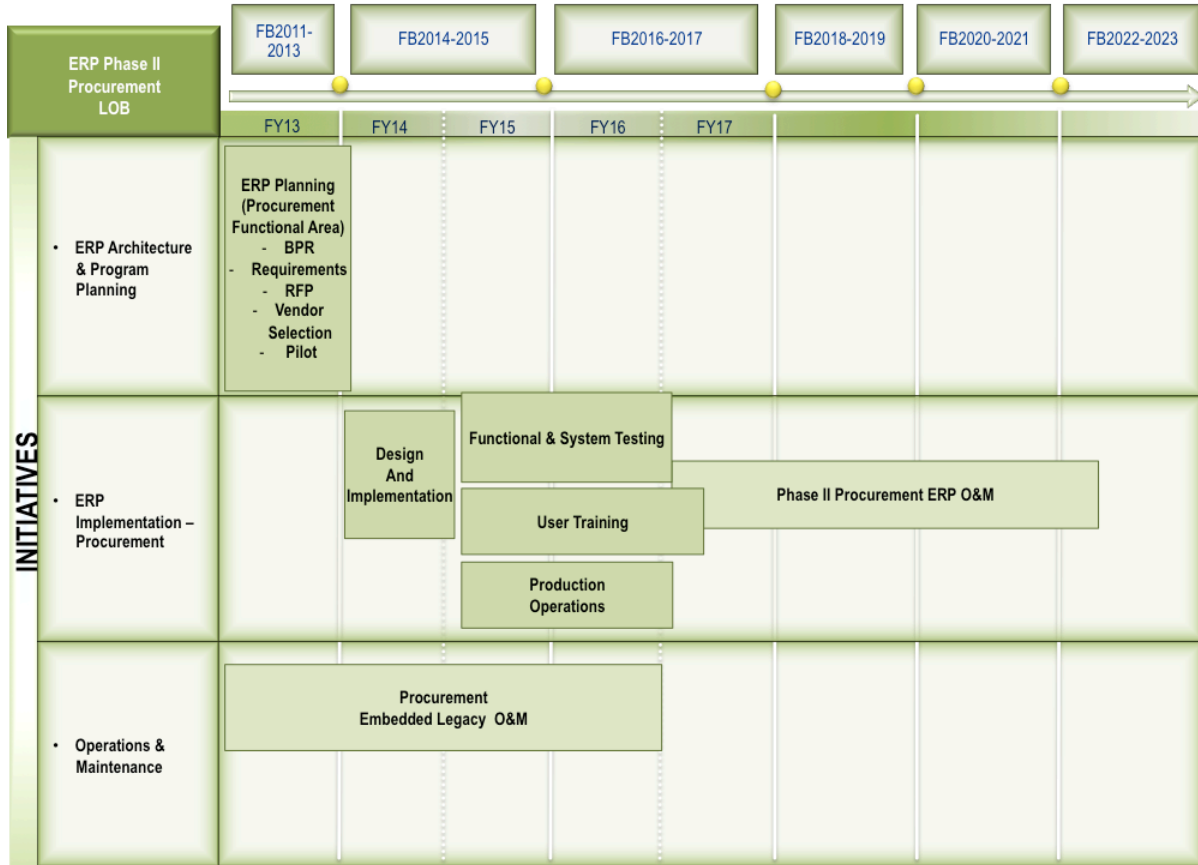 ERP Phase II
Procurement
LOB
FB2011-
2013
FB2014-2015
FB2016-2017
FB2018-2019
FB2020-2021
FB2022-2023
FY13
FY14
FY15
FY16
FY17
INITIATIVES
• ERP Architecture
& Program
Planning
ERP Planning
(Procurement
Functional Area)
- BPR
- Requirements
- RFP
- Vendor
Selection
- Pilot
• ERP
Implementation –
Procurement
Design
And
Implementation
Functional & System Testing
User Training
Production
Operations
Phase II Procurement ERP O&M
• Operations &
Maintenance
Procurement
Embedded Legacy O&M